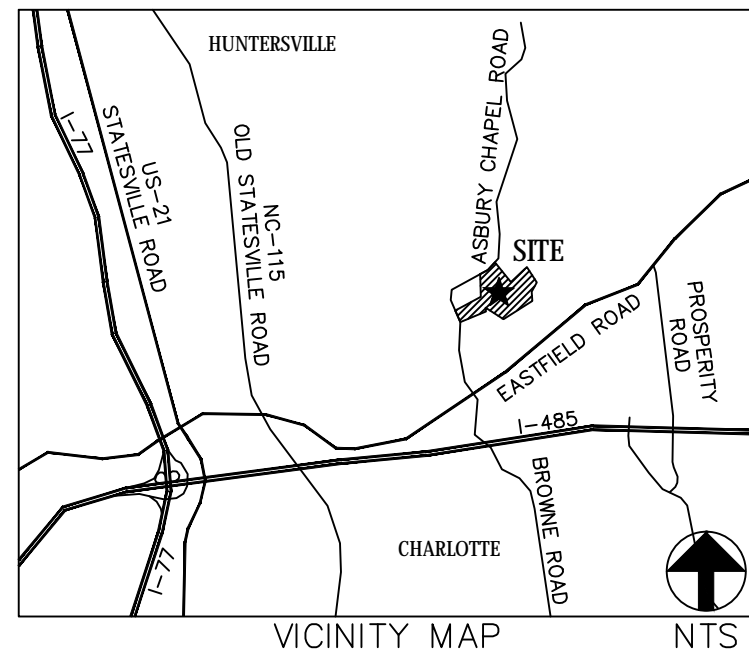 HUNTERSVILLE
I-77
US-21
STATESVILLE ROAD
NC-115
OLD STATESVILLE ROAD
ASBURY CHAPEL ROAD
SITE
EASTFIELD ROAD
PROSPERITY
ROAD
I-485
BROWNE ROAD
CHARLOTTE
I-77
VICINITY MAP
NTS